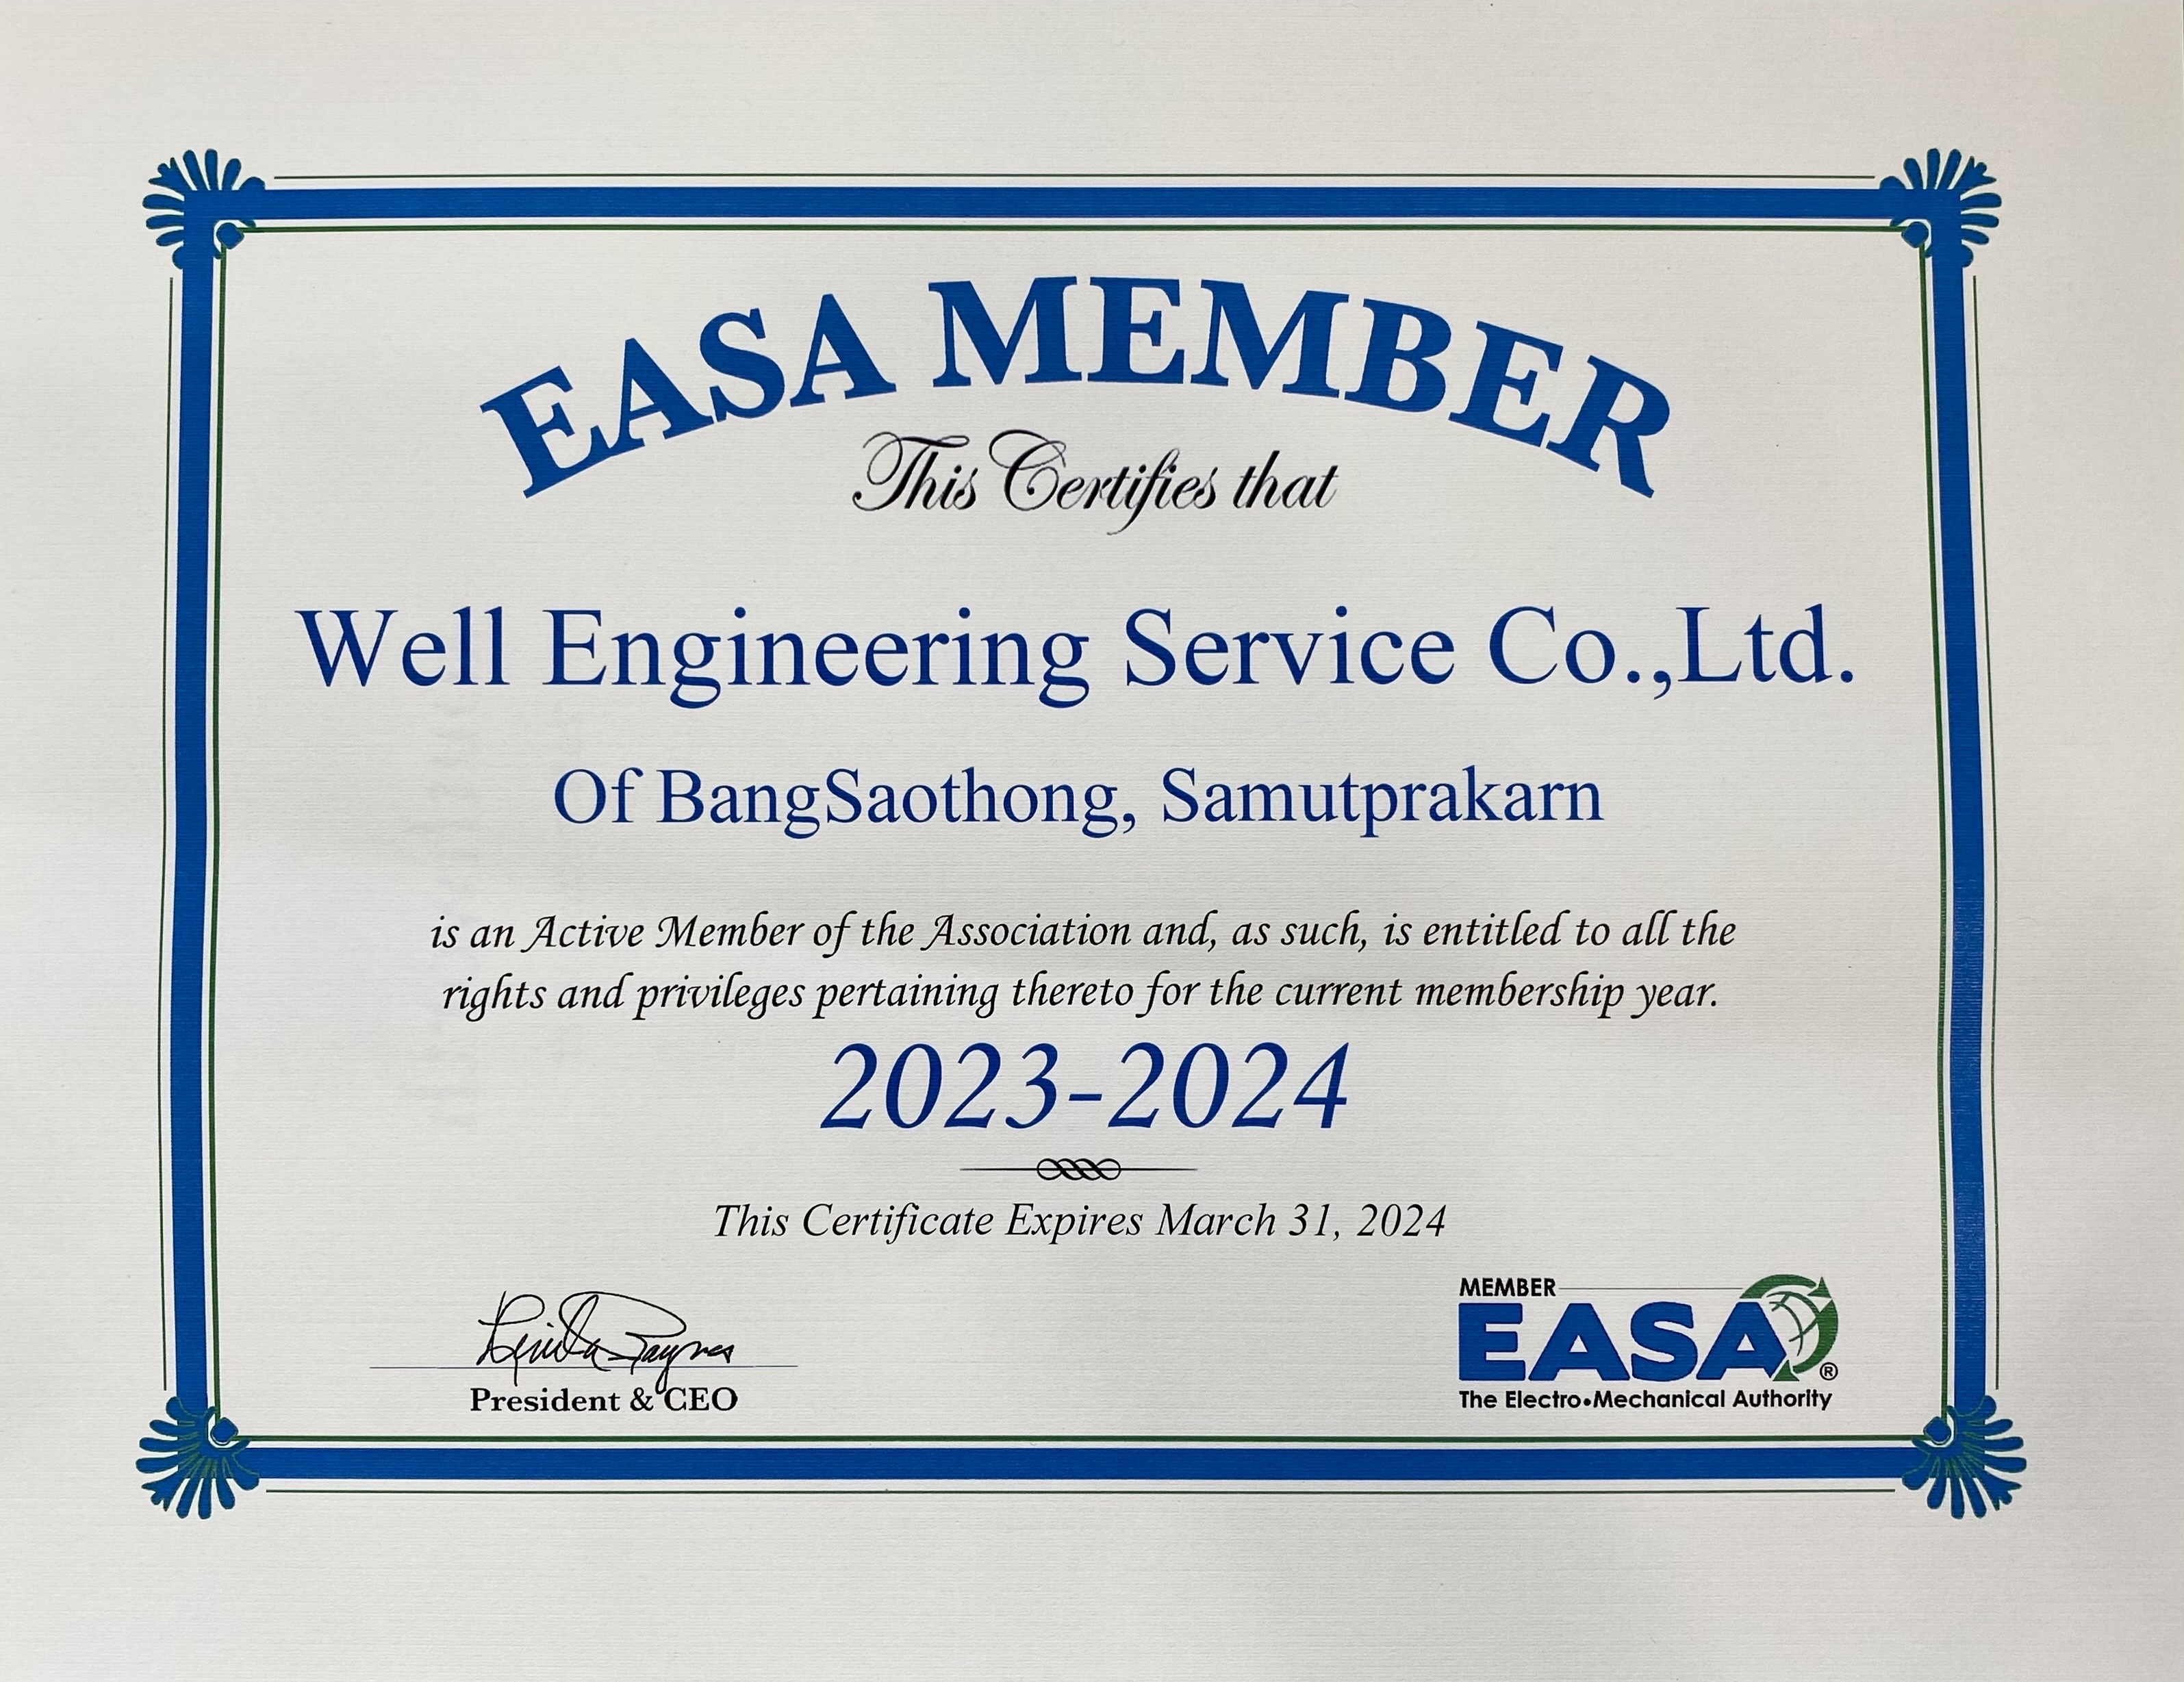 EASA MEMBER
This Certifies that
Well Engineering Service Co.,Ltd.
Of BangSaothong, Samutprakarn
is an Active Member of the Association and, as such, is entitled to all the
rights and privileges pertaining thereto for the current membership year.
2023-2024
This Certificate Expires March 31, 2024
President & CEO
MEMBER
EASA®
The Electro•Mechanical Authority